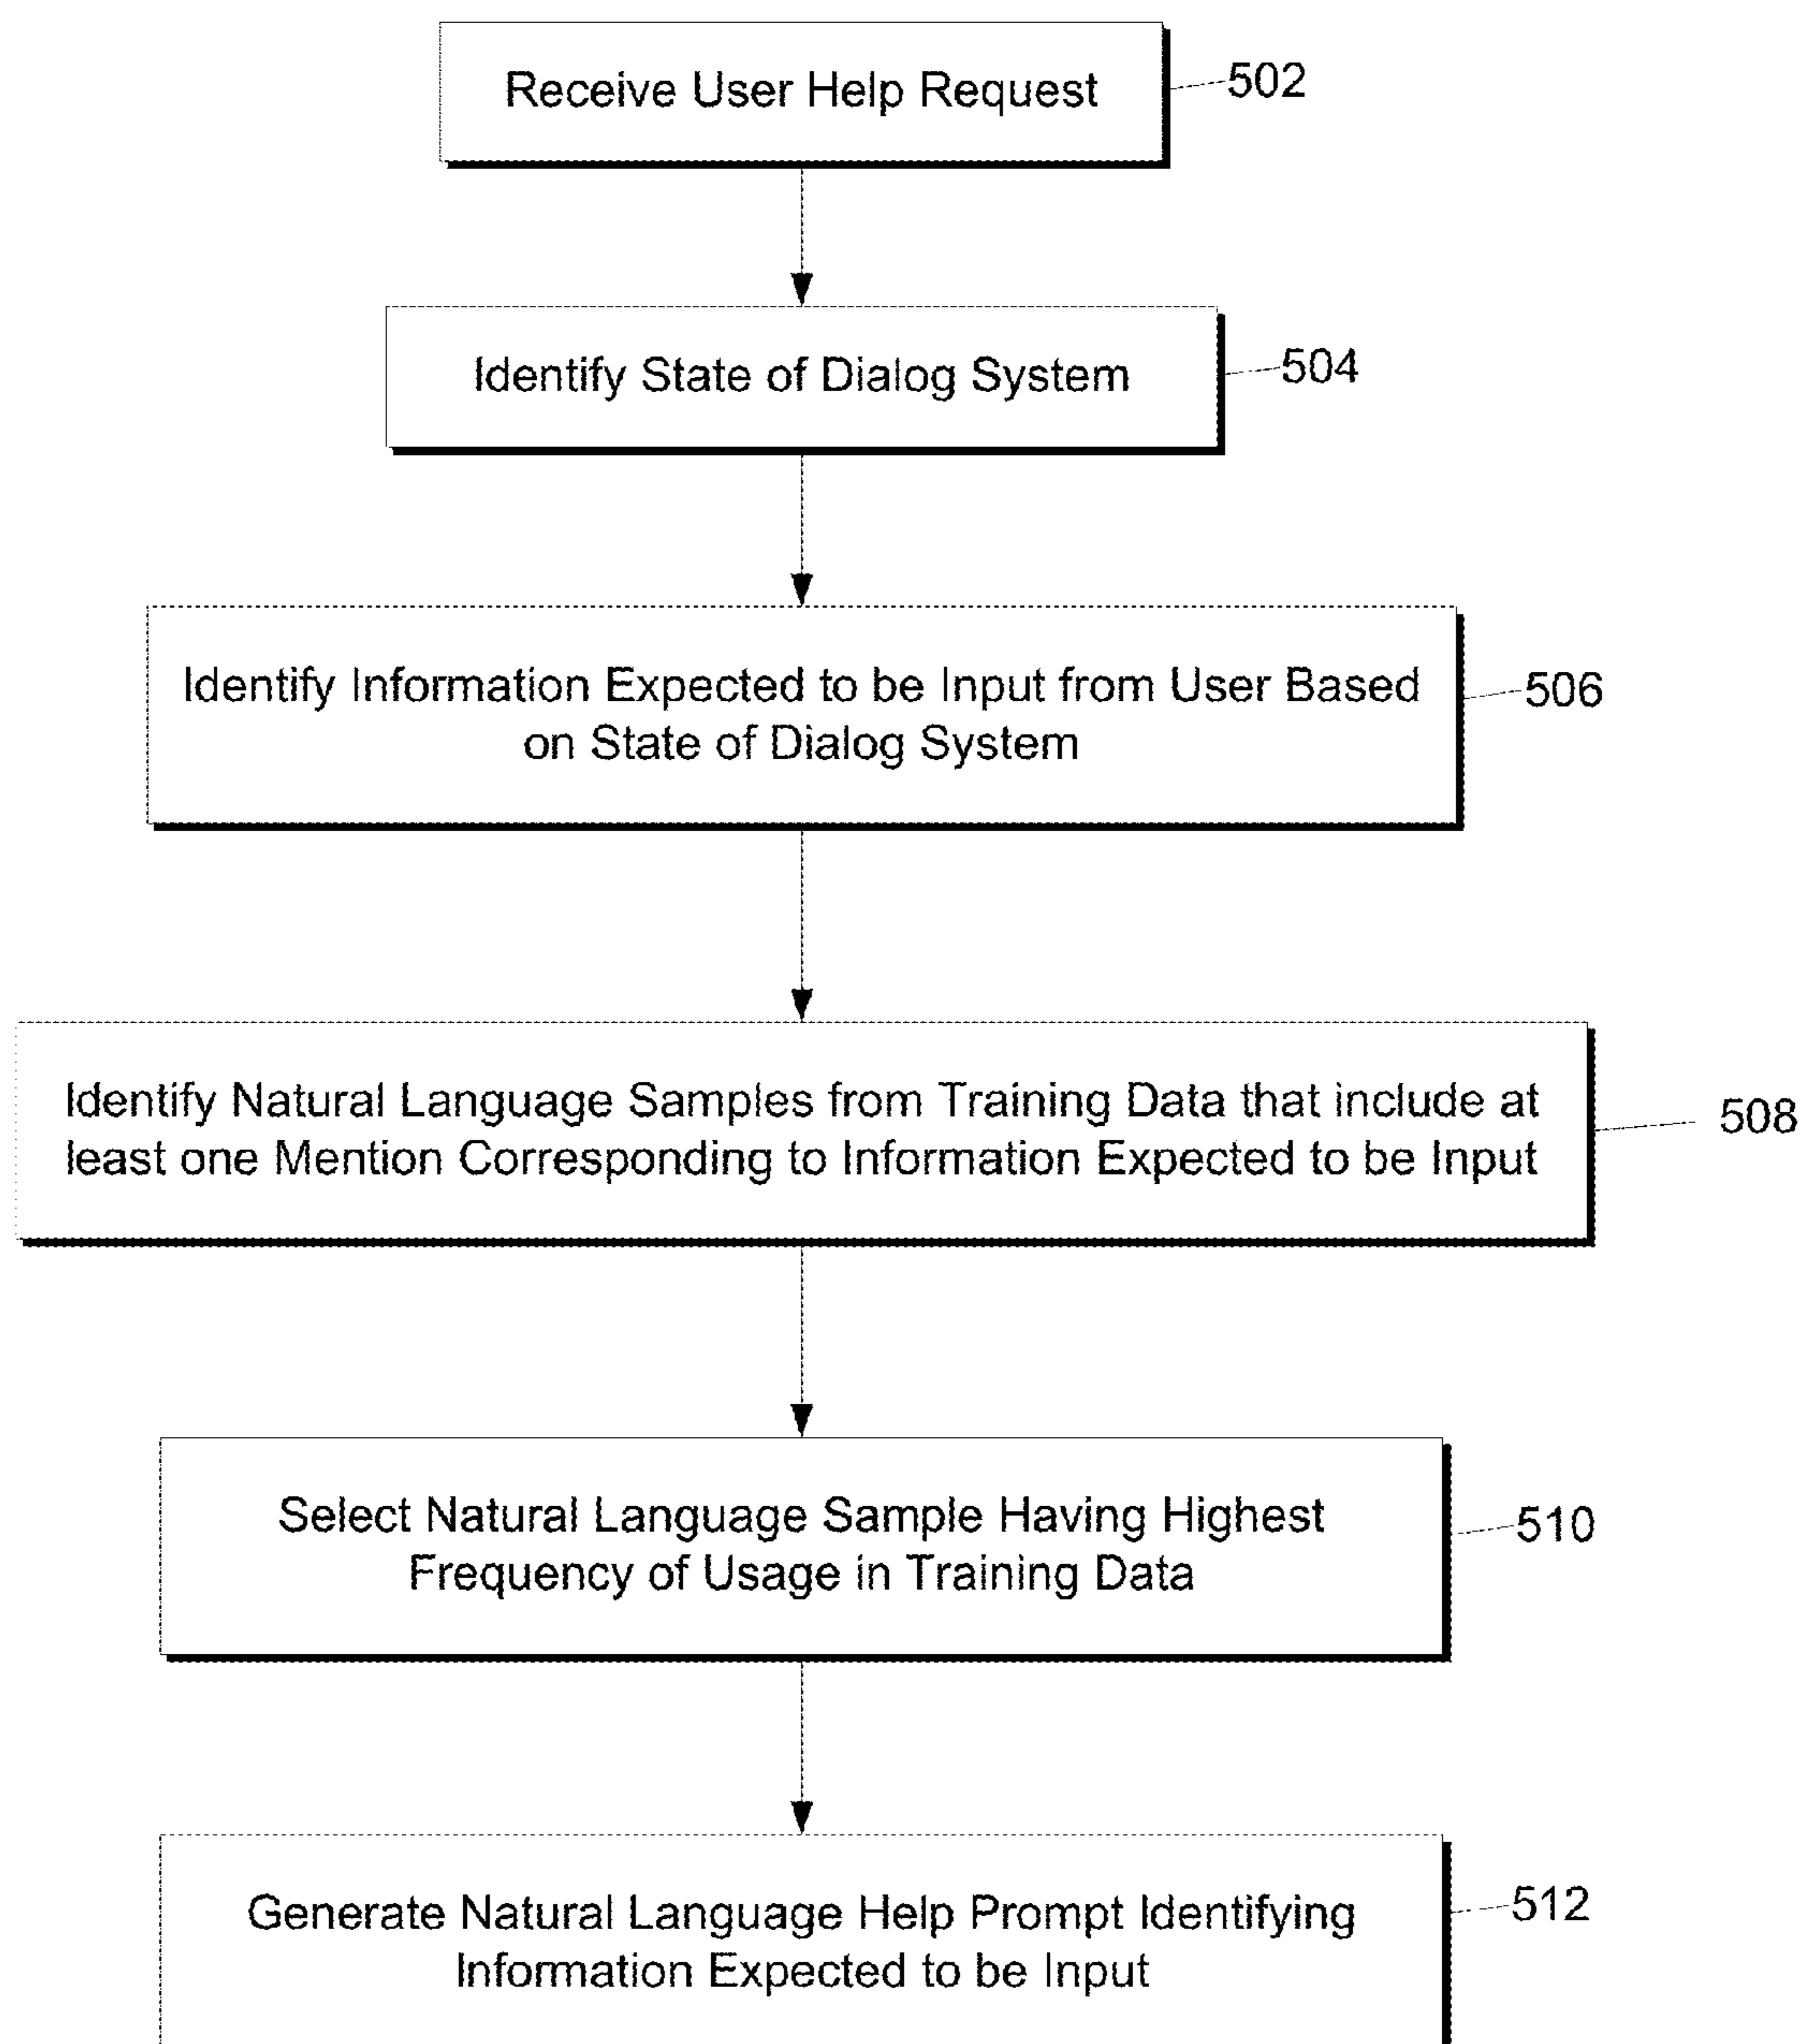 Receive User Help Request
502
Identify State of Dialog System
504
Identify Information Expected to be Input from User Based
on State of Dialog System
506
Identify Natural Language Samples from Training Data that include at
least one Mention Corresponding to Information Expected to be Input
508
Select Natural Language Sample Having Highest
Frequency of Usage in Training Data
510
Generate Natural Language Help Prompt Identifying
Information Expected to be Input
512